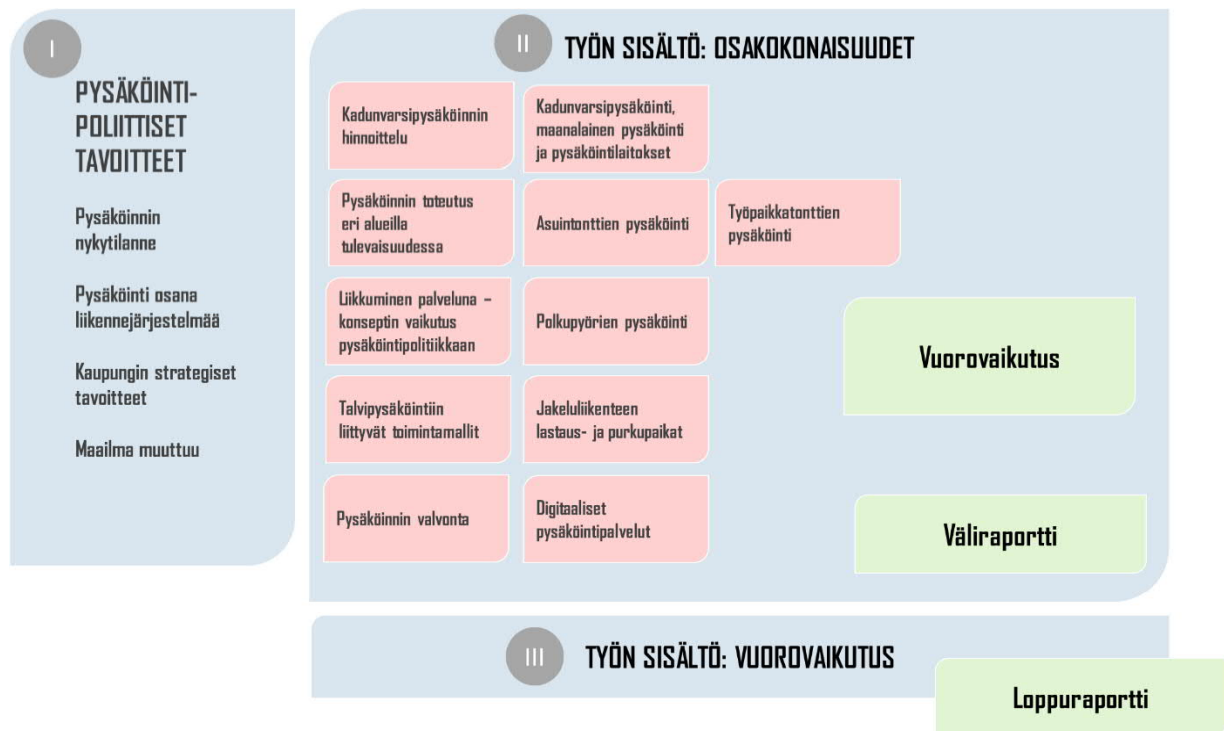 I
PYSÄKÖINTI-
POLIITTISET
TAVOITTEET
Pysäköinnin
nykytilanne
Pysäköinti osana
liikennejärjestelmää
Kaupungin strategiset
tavoitteet
Maailma muuttuu
II
TYÖN SISÄLTÖ: OSAKOKONAISUUDET
Kadunvarsipysäköinnin
hinnoittelu
Kadunvarsipysäköinti,
maanalainen pysäköinti
ja pysäköintilaitokset
Pysäköinnin toteutus
eri alueilla
tulevaisuudessa
Asuintonttien pysäköinti
Työpaikkatonttien
pysäköinti
Liikkuminen palveluna –
konseptin vaikutus
pysäköintipolitiikkaan
Polkupyörien pysäköinti
Talvipysäköintiin
liittyvät toimintamallit
Jakeluliikenteen
lastaus- ja purkupaikat
Pysäköinnin valvonta
Digitaaliset
pysäköintipalvelut
Vuorovaikutus
Väliraportti
III
TYÖN SISÄLTÖ: VUOROVAIKUTUS
Loppuraportti